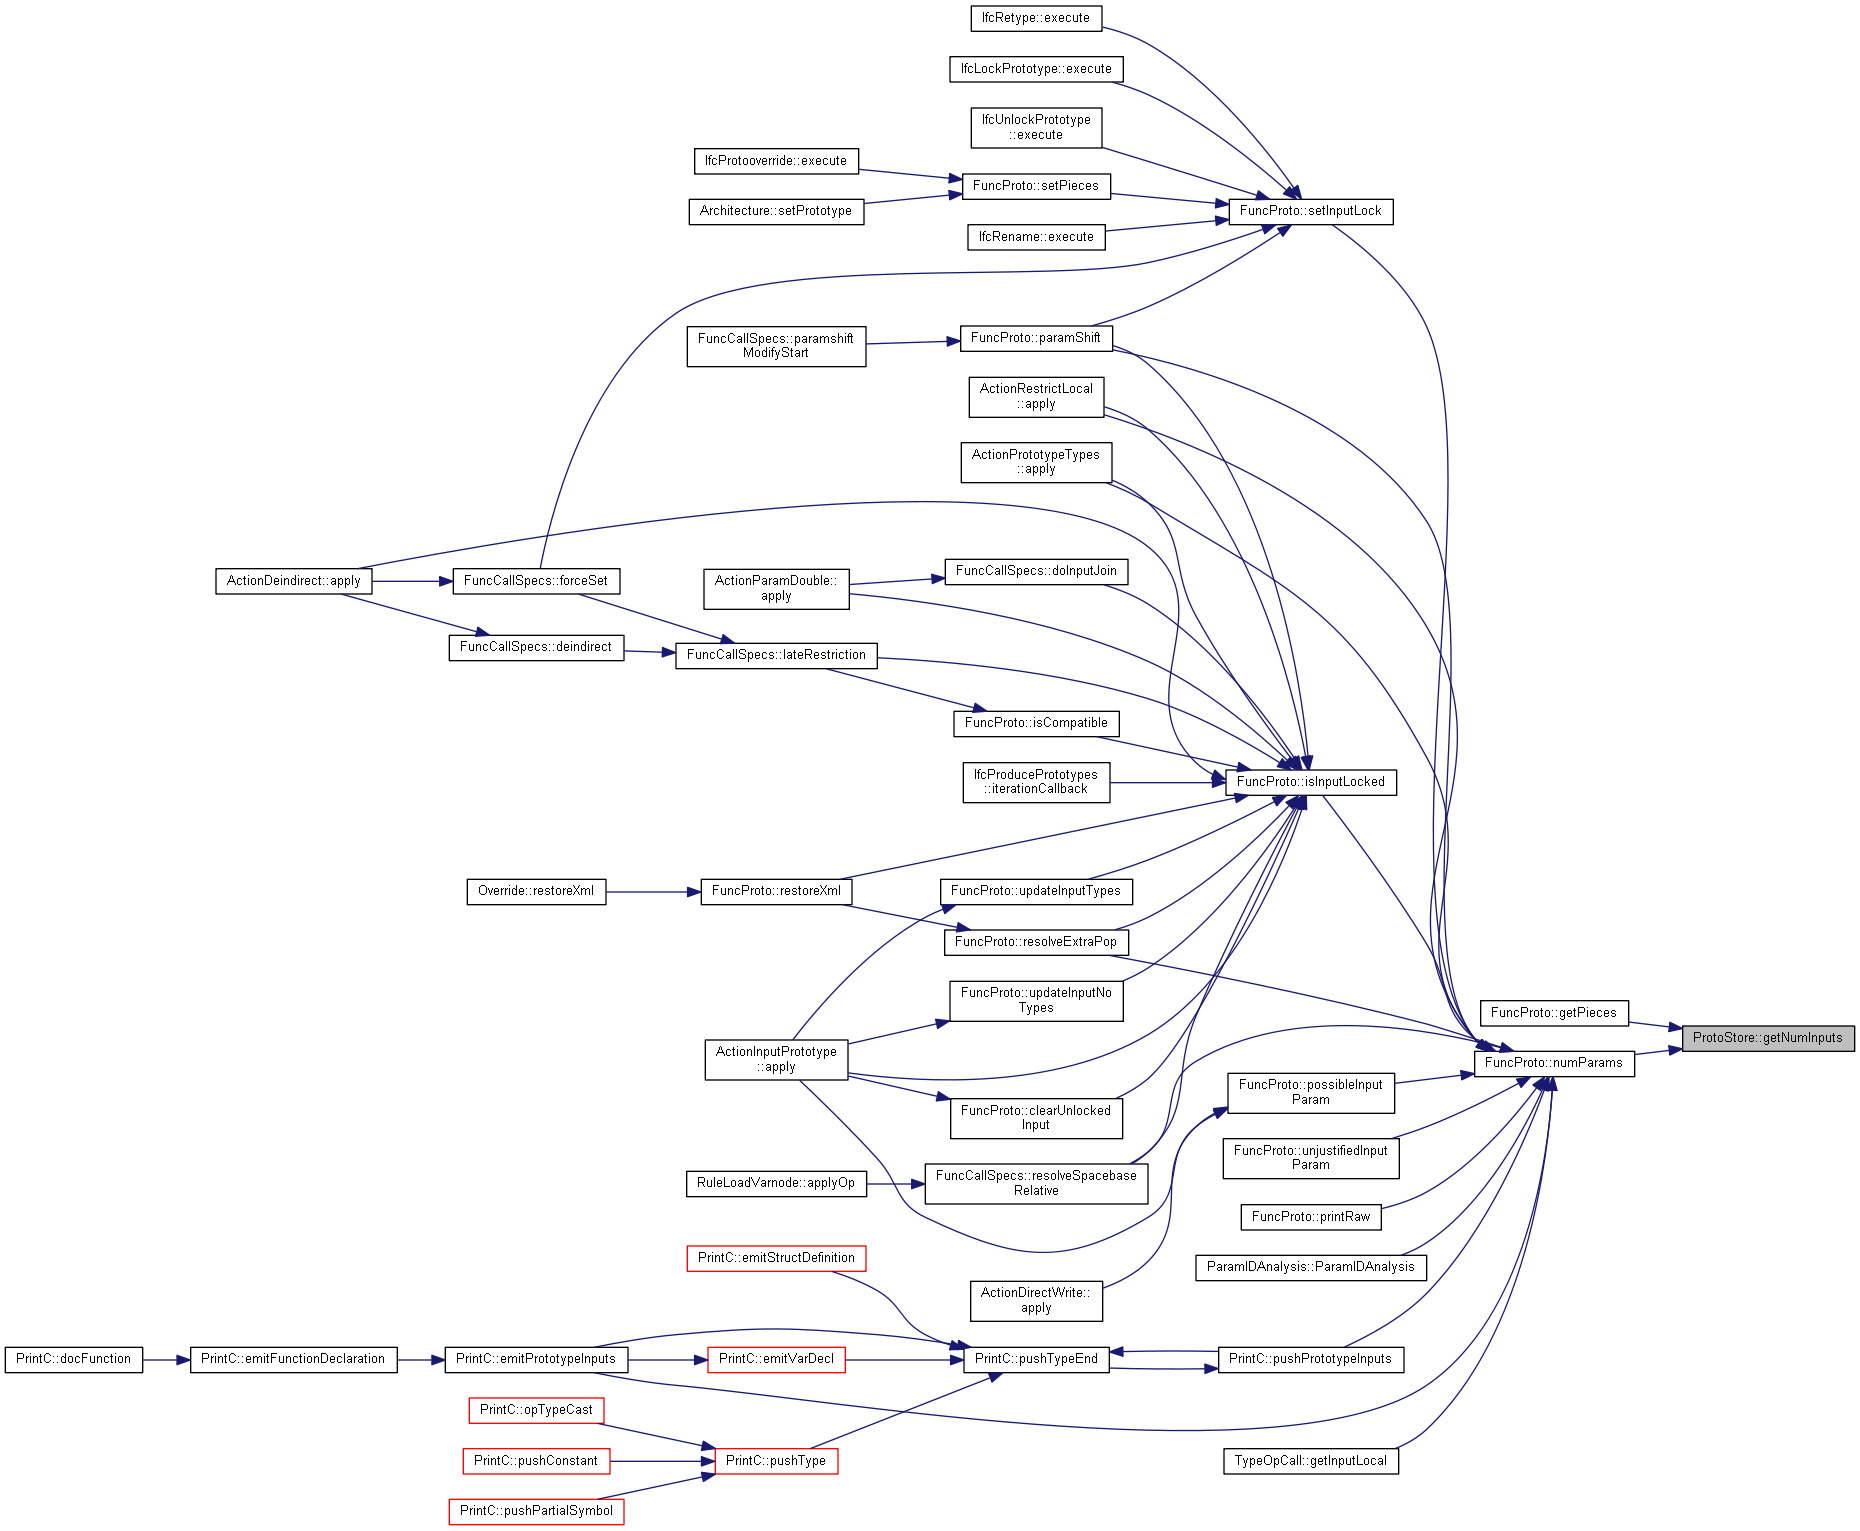 IfcRetype::execute
IfcLockPrototype::execute
IfcUnlockPrototype
::execute
IfcProtooverride::execute
FuncProto::setPieces
Architecture::setPrototype
FuncProto::setInputLock
IfcRename::execute
FuncCallSpecs::paramshift
ModifyStart
FuncProto::paramShift
ActionRestrictLocal
::apply
ActionPrototypeTypes
::apply
ActionDeindirect::apply
FuncCallSpecs::forceSet
ActionParamDouble::
apply
FuncCallSpecs::doInputJoin
FuncCallSpecs::deindirect
FuncCallSpecs::lateRestriction
FuncProto::isCompatible
IfcProducePrototypes
::iterationCallback
FuncProto::isInputLocked
Override::restoreXml
FuncProto::restoreXml
FuncProto::updateInputTypes
FuncProto::resolveExtraPop
FuncProto::updateInputNo
Types
FuncProto::getPieces
ProtoStore::getNumInputs
ActionInputPrototype
::apply
FuncProto::numParams
FuncProto::possibleInput
Param
FuncProto::clearUnlocked
Input
FuncProto::unjustifiedInput
Param
RuleLoadVarnode::applyOp
FuncCallSpecs::resolveSpacebase
Relative
FuncProto::printRaw
PrintC::emitStructDefinition
ParamIDAnalysis::ParamIDAnalysis
ActionDirectWrite::
apply
PrintC::docFunction
PrintC::emitFunctionDeclaration
PrintC::emitPrototypeInputs
PrintC::emitVarDecl
PrintC::pushTypeEnd
PrintC::pushPrototypeInputs
PrintC::opTypeCast
PrintC::pushConstant
PrintC::pushType
TypeOpCall::getInputLocal
PrintC::pushPartialSymbol